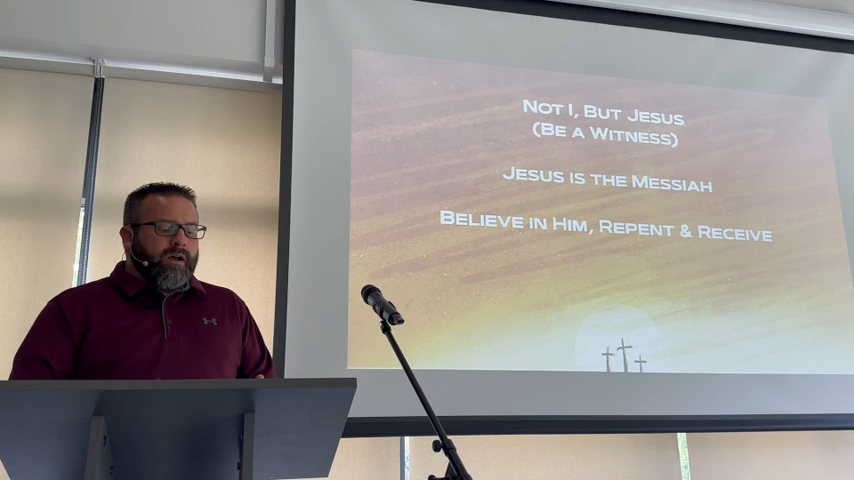 Not I, But Jesus
(Be a Witness)
Jesus is the Messiah
Believe in Him, Repent & Receive